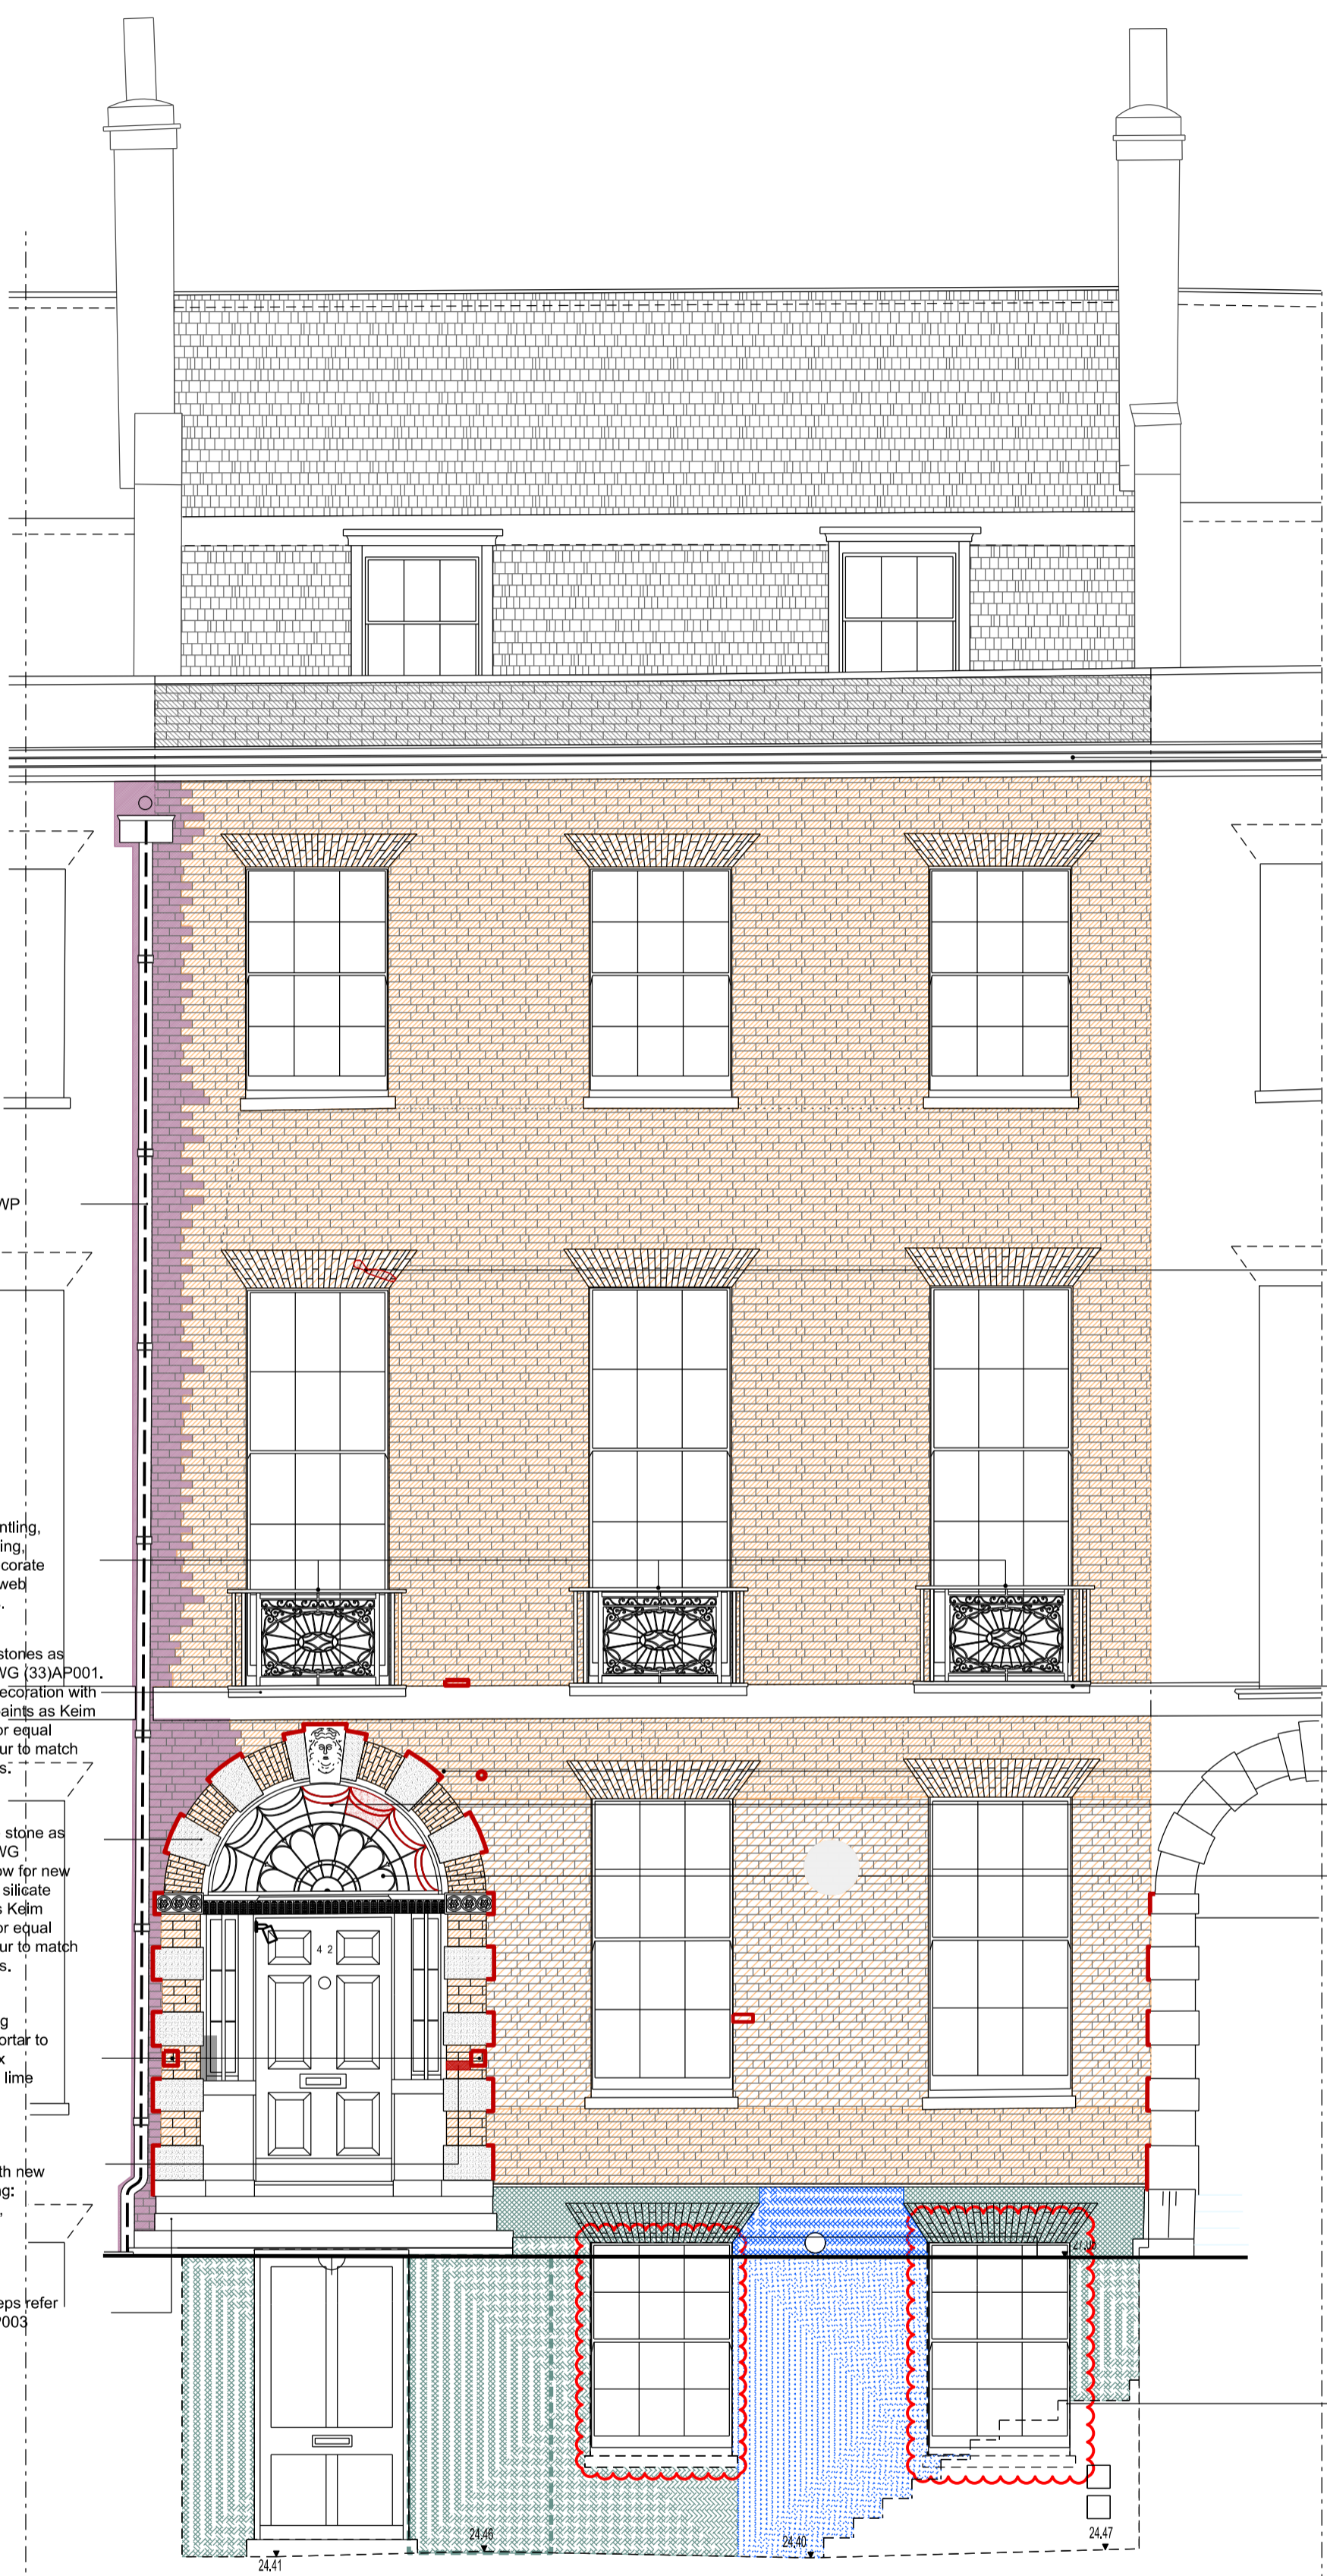 WP
ntling,
ing,
corate
web
.
stones as
WG (33)AP001.
ecoration with
aints as Keim
or equal
ur to match
s.
stone as
WG
ow for new
silicate
s Keim
or equal
ur to match
s.
g
ortar to
x
lime
th new
ng:
,
eps refer
P003
4 2
24.41
24.46
24.40
24.47